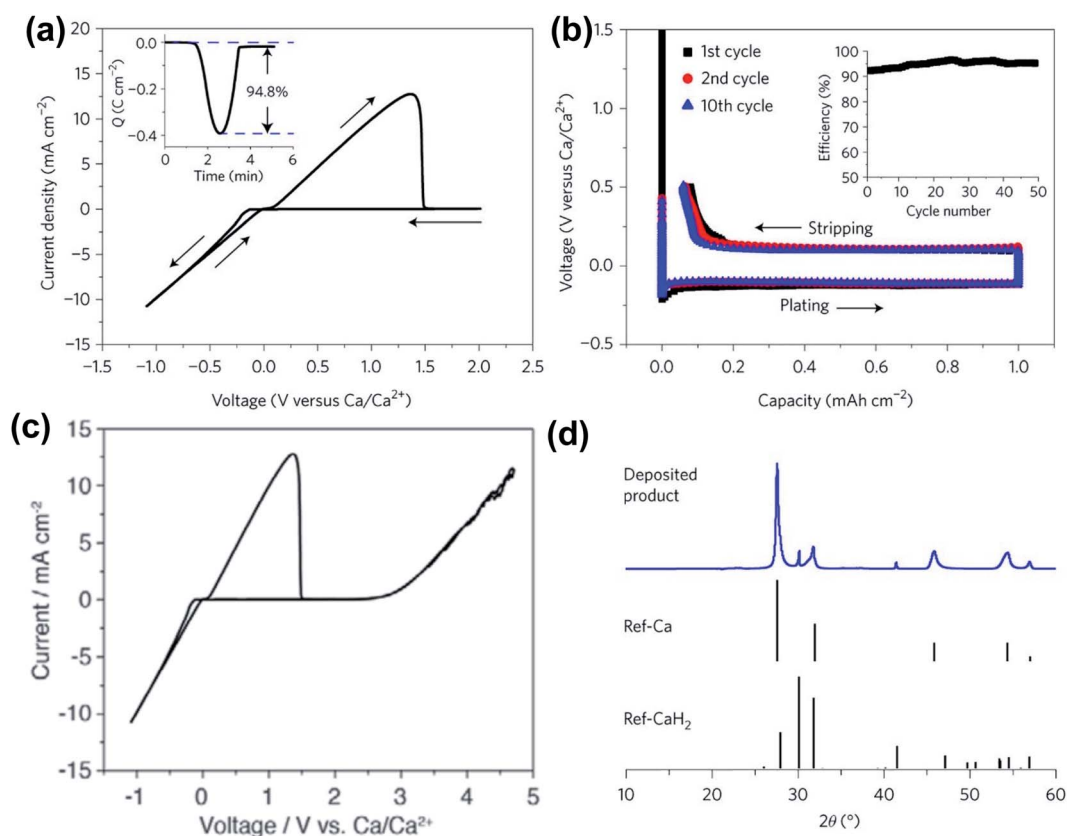 (a)
20
15
10
5
0
−5
−10
−15
Current density (mA cm−2)
−1.5 −1.0 −0.5 0.0 0.5 1.0 1.5 2.0 2.5
Voltage (V versus Ca/Ca2+)
0.0
−0.2
−0.4
Q (C cm−2)
94.8%
0 2 4 6
Time (min)
(b)
1.5
1.0
0.5
0.0
−0.5
Voltage (V versus Ca/Ca2+)
1st cycle
2nd cycle
10th cycle
100
90
80
70
60
50
Efficiency (%)
0 10 20 30 40 50
Cycle number
Stripping
Plating
0.0 0.2 0.4 0.6 0.8 1.0
Capacity (mAh cm−2)
(c)
15
10
5
0
-5
-10
-15
Current / mA cm-2
-1 0 1 2 3 4 5
Voltage / V vs. Ca/Ca2+
(d)
Deposited
product
Ref-Ca
Ref-CaH2
10 20 30 40 50 60
2θ (°)